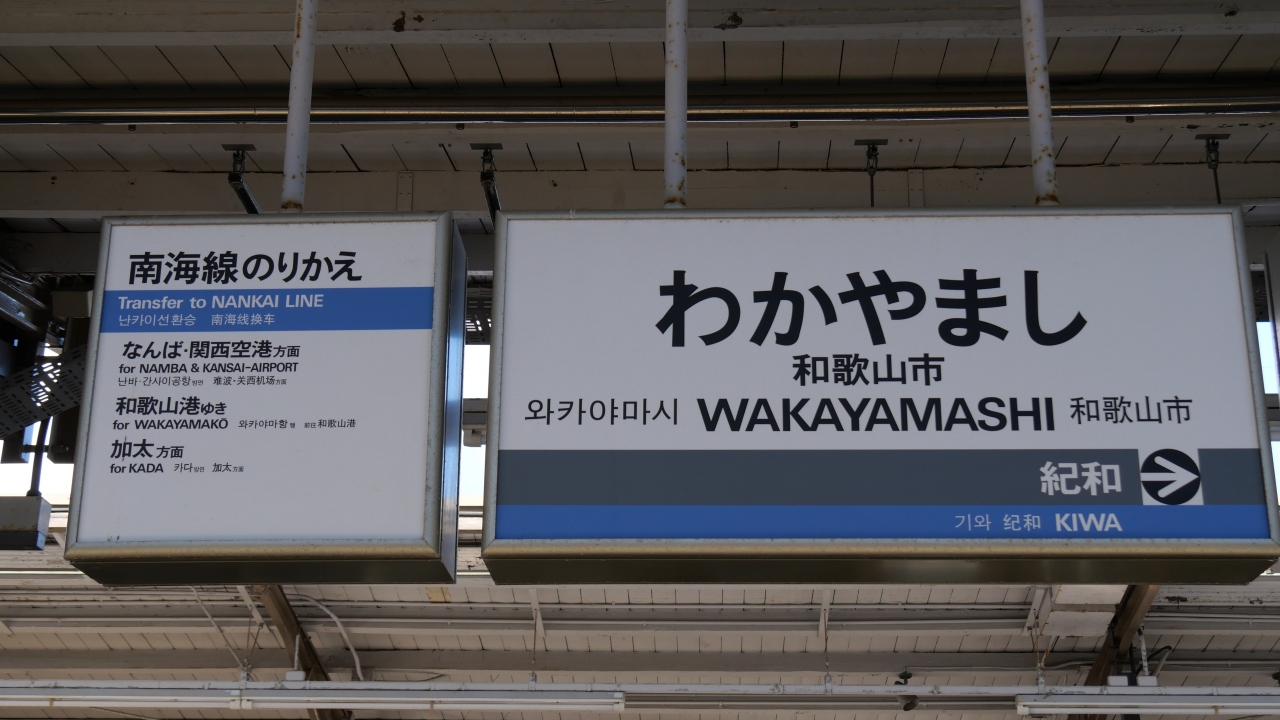 南海線のりかえ
Transfer to NANKAI LINE
난카이선환승 南海线换车
なんば・関西空港方面
for NAMBA & KANSAI-AIRPORT
난바·간사이공항방면 难波·关西机场方面
和歌山港ゆき
for WAKAYAMAKŌ 와카야마항행 前往和歌山港
加太方面
for KADA 카다방면 加太方面
わかやまし
和歌山市
와카야마시 WAKAYAMASHI 和歌山市
紀和
기와 纪和 KIWA